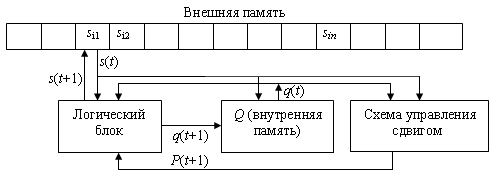 Внешняя память
si1 si2 sin
s(t)
s(t+1) q(t)
Логический блок
Q (внутренняя память)
Схема управления сдвигом
q(t+1)
P(t+1)